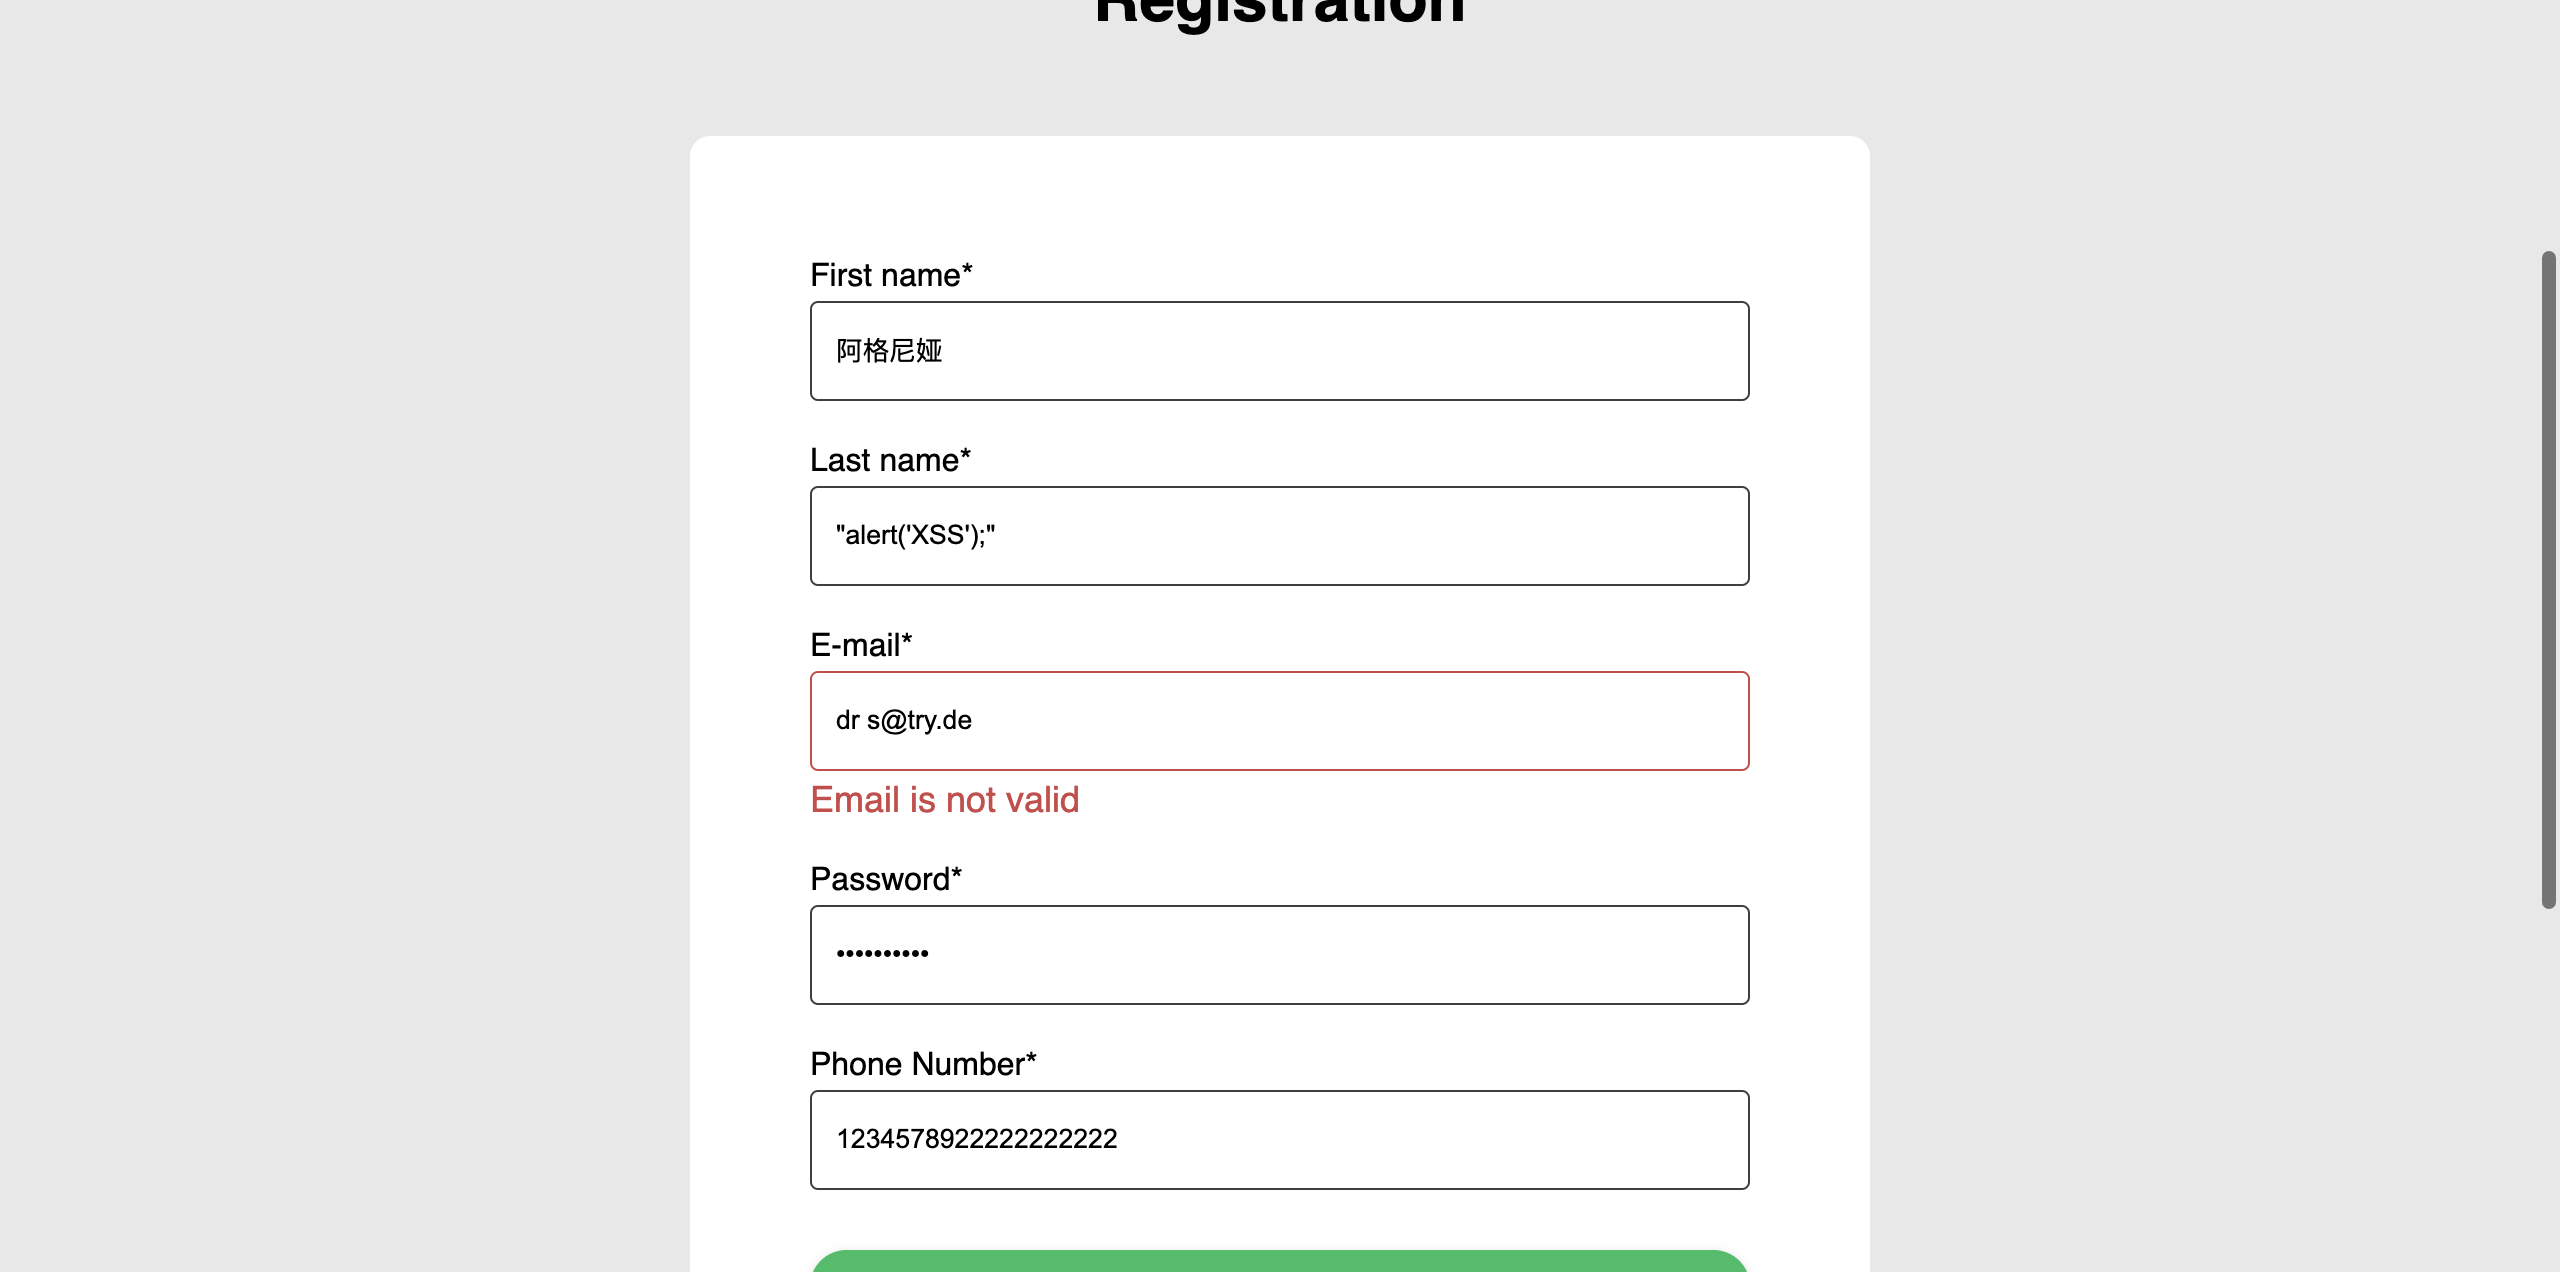 Registration
First name*
阿格尼娅
Last name*
"alert('XSS');"
E-mail*
dr s@try.de
Email is not valid
Password*
••••••••••
Phone Number*
1234578922222222222